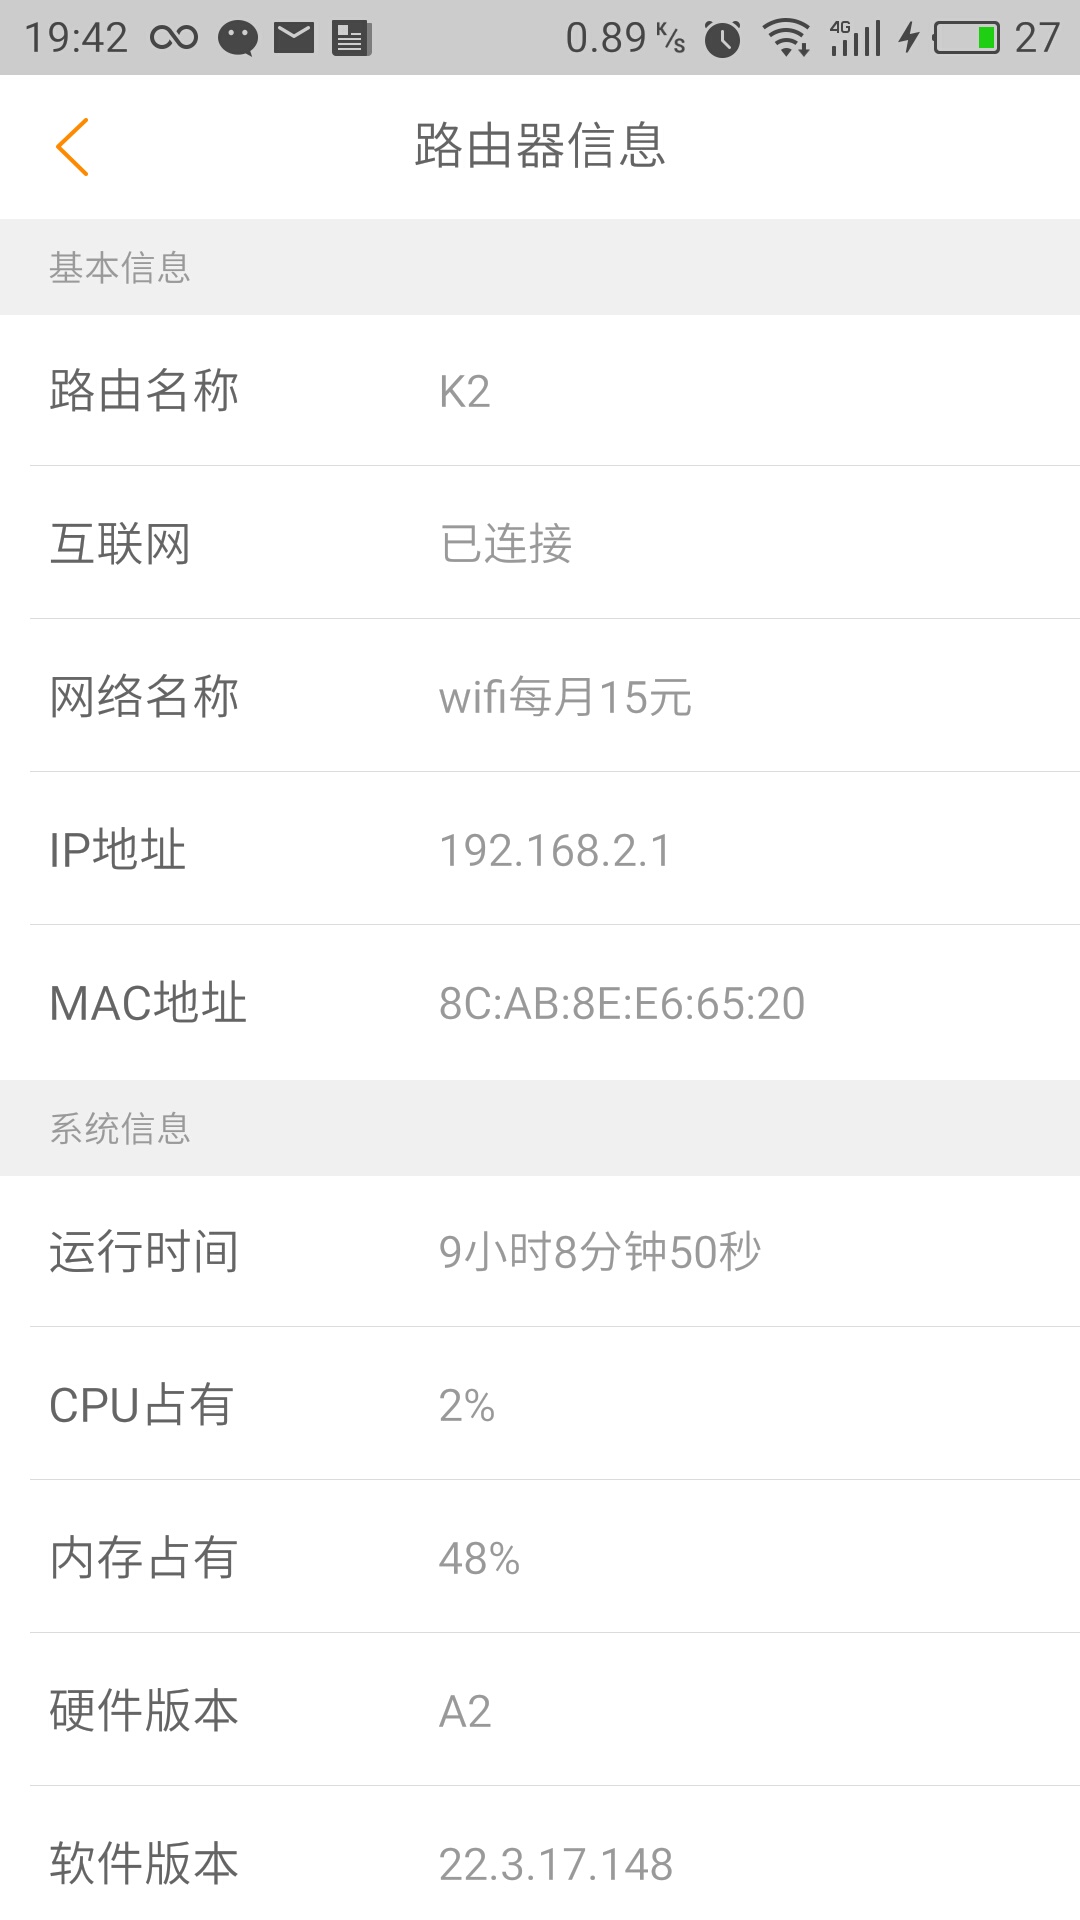 19:42 0.89 K/s 4G 27
路由器信息
基本信息
路由名称 K2
互联网 已连接
网络名称 wifi每月15元
IP地址 192.168.2.1
MAC地址 8C:AB:8E:E6:65:20
系统信息
运行时间 9小时8分钟50秒
CPU占有 2%
内存占有 48%
硬件版本 A2
软件版本 22.3.17.148